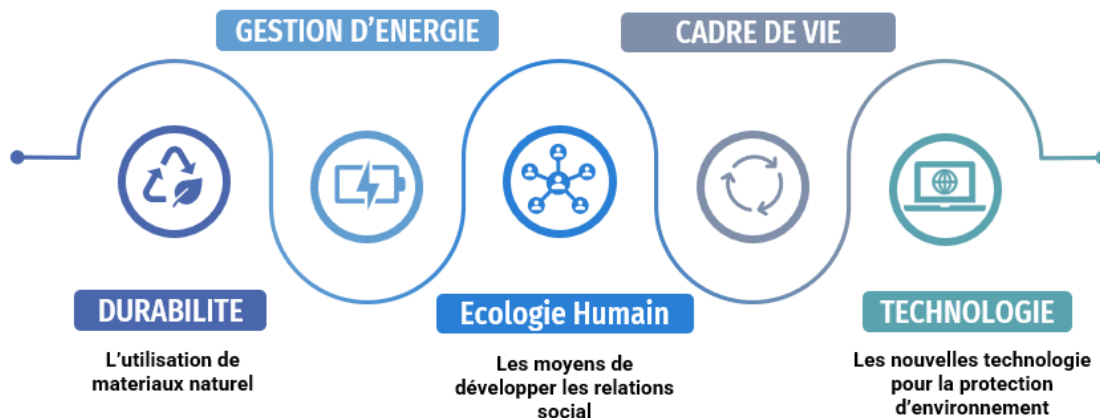 GESTION D'ENERGIE
CADRE DE VIE
DURABILITE
L'utilisation de
materiaux naturel
Ecologie Humain
Les moyens de
développer les relations
social
TECHNOLOGIE
Les nouvelles technologie
pour la protection
d'environnement